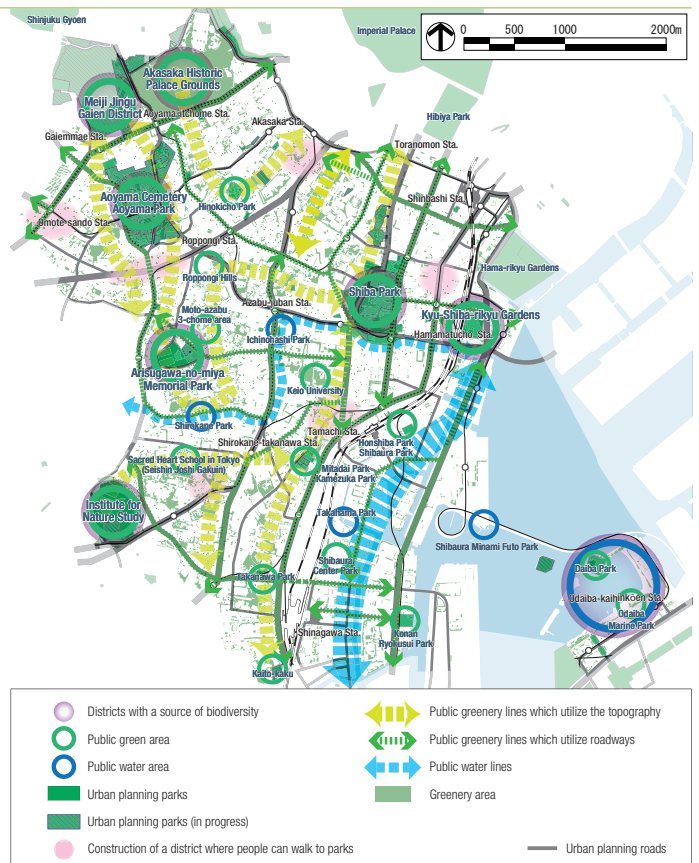 Shinjuku Gyoen
Imperial Palace
0 500 1000 2000m
Akasaka Historic
Palace Grounds
Meiji Jingu
Gaien District
Aoyama-itchome Sta.
Akasaka Sta.
Hibiya Park
Gaiemmae Sta.
Toranomon Sta.
Aoyama Cemetery
Aoyama Park
Hinokicho Park
Shinbashi Sta.
Omote-sando Sta.
Roppongi Sta.
Roppongi Hills
Hama-rikyu Gardens
Shiba Park
Azabu-juban Sta.
Moto-azabu
3-chome area
Kyu-Shiba-rikyu Gardens
Ichinohashi Park
Hamamatucho Sta.
Arisugawa-no-miya
Memorial Park
Keio University
Shirokane Park
Tamachi Sta.
Shirokane-takanawa Sta.
Honshiba Park
Shibaura Park
Sacred Heart School in Tokyo
(Seishin Joshi Gakuin)
Mitadai Park
Kamezuka Park
Institute for
Nature Study
Takahama Park
Shibaura Minami Futo Park
Shibaura
Center Park
Daiba Park
Takanawa Park
Odaiba-kaihinkoen Sta.
Odaiba
Marine Park
Shinagawa Sta.
Konan
Ryokusui Park
Kaito-kaku
Districts with a source of biodiversity
Public green area
Public water area
Urban planning parks
Urban planning parks (in progress)
Construction of a district where people can walk to parks
Public greenery lines which utilize the topography
Public greenery lines which utilize roadways
Public water lines
Greenery area
Urban planning roads